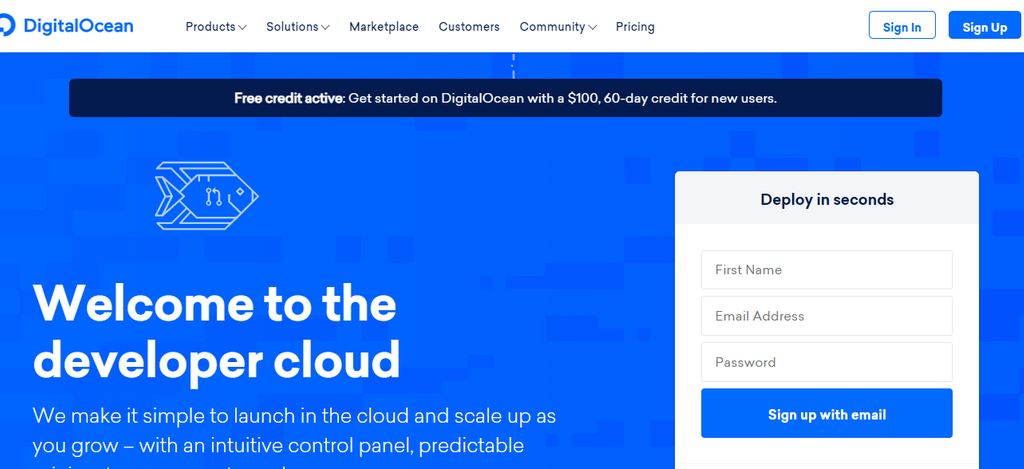 DigitalOcean
Products Solutions Marketplace Customers Community Pricing
Sign In Sign Up
Free credit active: Get started on DigitalOcean with a $100, 60-day credit for new users.
Deploy in seconds
First Name
Email Address
Password
Sign up with email
Welcome to the
developer cloud
We make it simple to launch in the cloud and scale up as
you grow – with an intuitive control panel, predictable